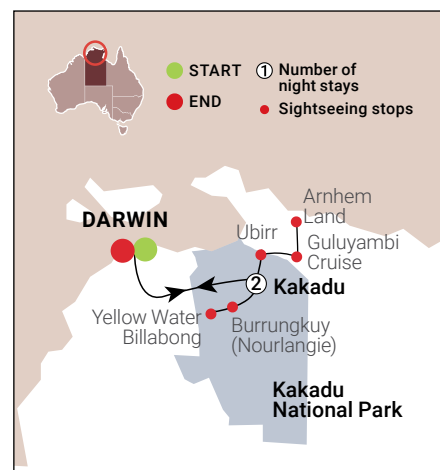 START
END
1 Number of
night stays
Sightseeing stops
Arnhem
Land
DARWIN
Ubirr
Guluyambi
Cruise
2
Kakadu
Yellow Water
Billabong
Burrungkuy
(Nourlangie)
Kakadu
National Park